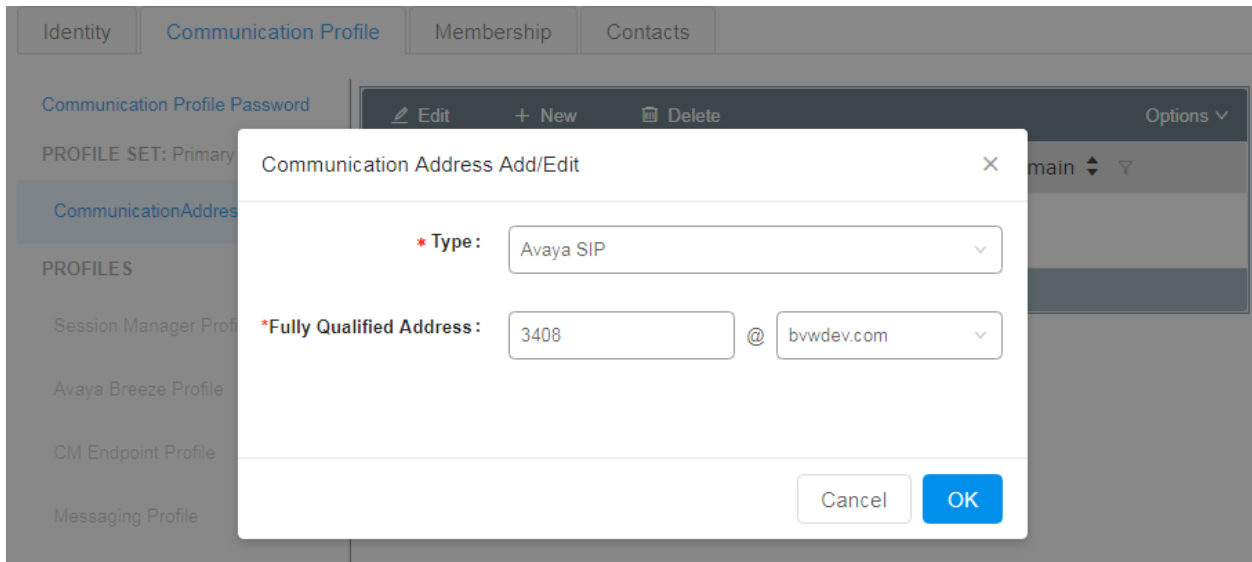 Identity Communication Profile Membership Contacts
Communication Profile Password
Edit + New Delete Options
PROFILE SET: Primary
Communication Address Add/Edit ×
main
CommunicationAddres
* Type :
Avaya SIP
PROFILES
Session Manager Profi
*Fully Qualified Address :
3408 @ bvwdev.com
Avaya Breeze Profile
CM Endpoint Profile
Messaging Profile
Cancel OK